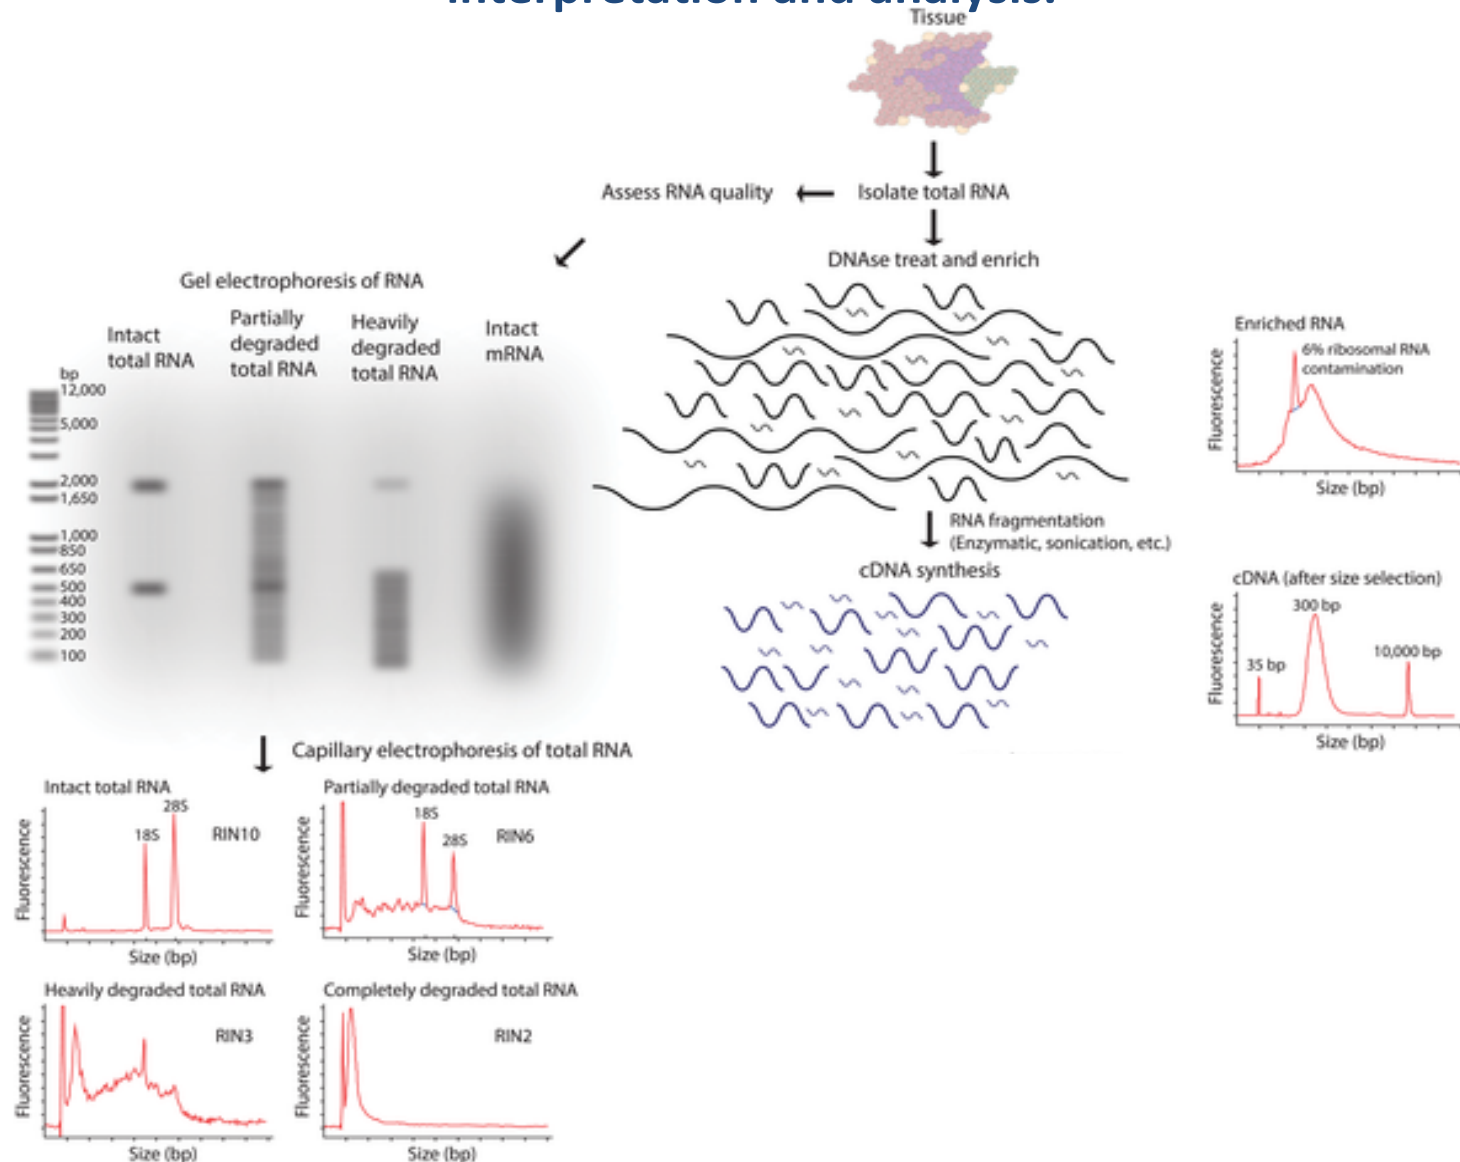 interpretation and analysis.
Tissue
Assess RNA quality
Isolate total RNA
DNAse treat and enrich
Gel electrophoresis of RNA
Intact
total RNA
Partially
degraded
total RNA
Heavily
degraded
total RNA
Intact
mRNA
bp
12,000
5,000
2,000
1,650
1,000
850
650
500
400
300
200
100
RNA fragmentation
(Enzymatic, sonication, etc.)
cDNA synthesis
Enriched RNA
6% ribosomal RNA
contamination
Fluorescence
Size (bp)
cDNA (after size selection)
300 bp
35 bp
10,000 bp
Fluorescence
Size (bp)
Capillary electrophoresis of total RNA
Intact total RNA
28S
18S
RIN10
Fluorescence
Size (bp)
Partially degraded total RNA
18S
28S
RIN6
Fluorescence
Size (bp)
Heavily degraded total RNA
RIN3
Fluorescence
Size (bp)
Completely degraded total RNA
RIN2
Fluorescence
Size (bp)